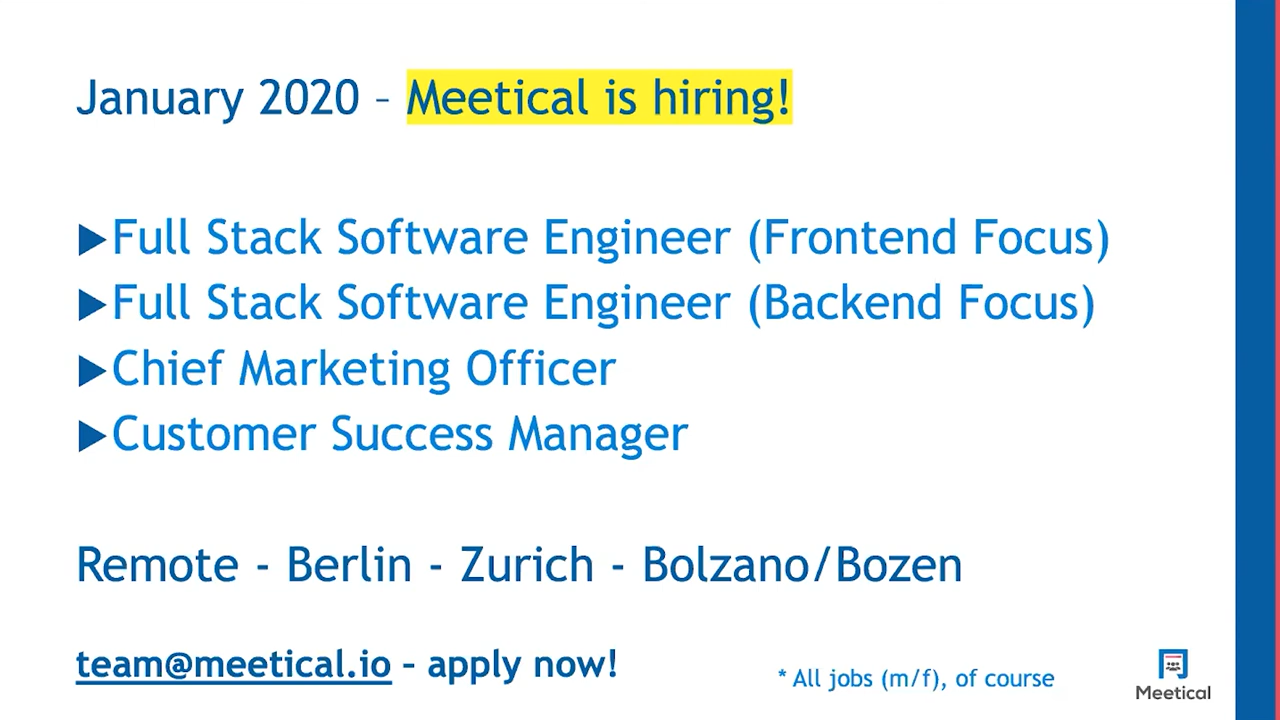 January 2020 – Meetical is hiring!
Full Stack Software Engineer (Frontend Focus)
Full Stack Software Engineer (Backend Focus)
Chief Marketing Officer
Customer Success Manager
Remote - Berlin - Zurich - Bolzano/Bozen
team@meetical.io – apply now!
* All jobs (m/f), of course
Meetical